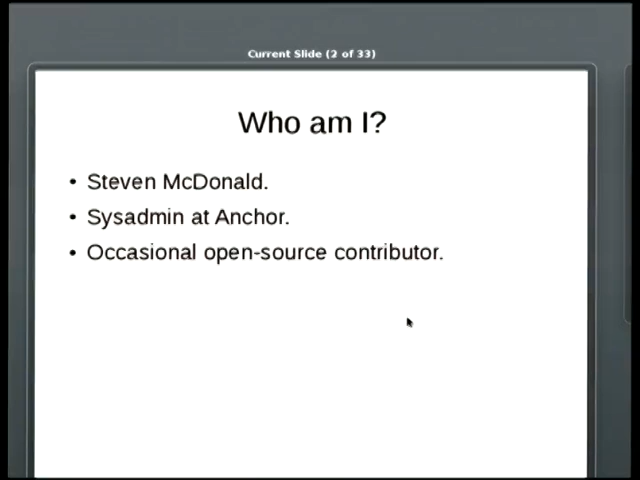 Current Slide (2 of 33)
Who am I?
• Steven McDonald.
• Sysadmin at Anchor.
• Occasional open-source contributor.